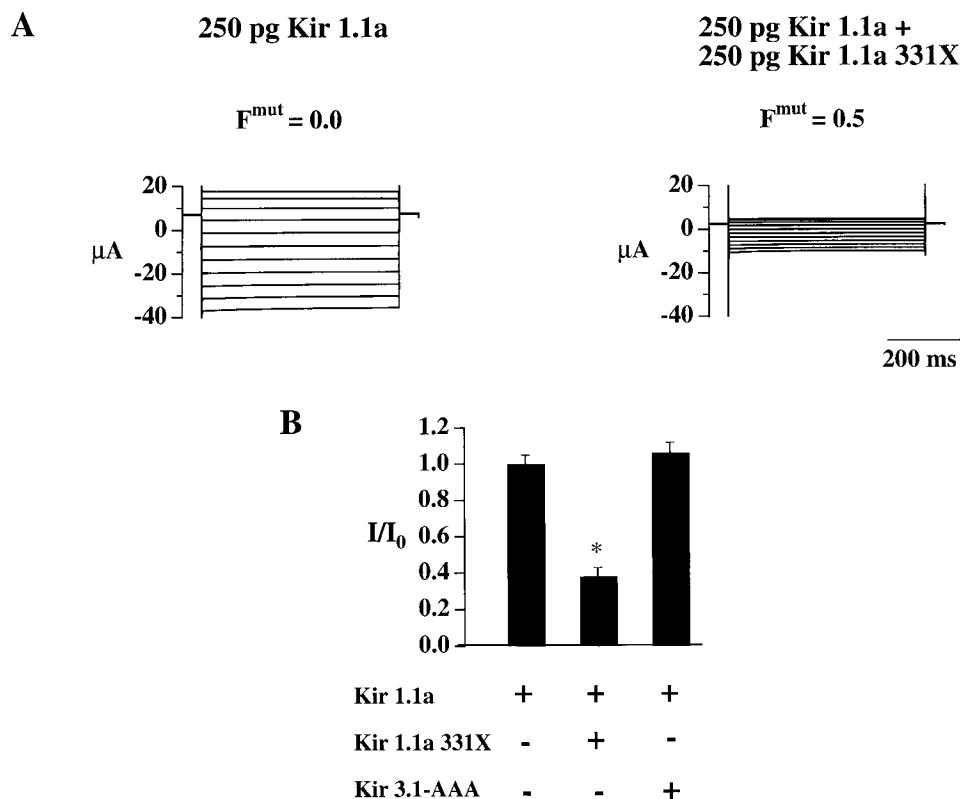 A
250 pg Kir 1.1a
250 pg Kir 1.1a +
250 pg Kir 1.1a 331X
F^mut = 0.0
F^mut = 0.5
20
0
-20
-40
μA
20
0
-20
-40
μA
200 ms
B
1.2
1.0
0.8
0.6
0.4
0.2
0.0
I/I₀
*
Kir 1.1a + + +
Kir 1.1a 331X - + -
Kir 3.1-AAA - - +